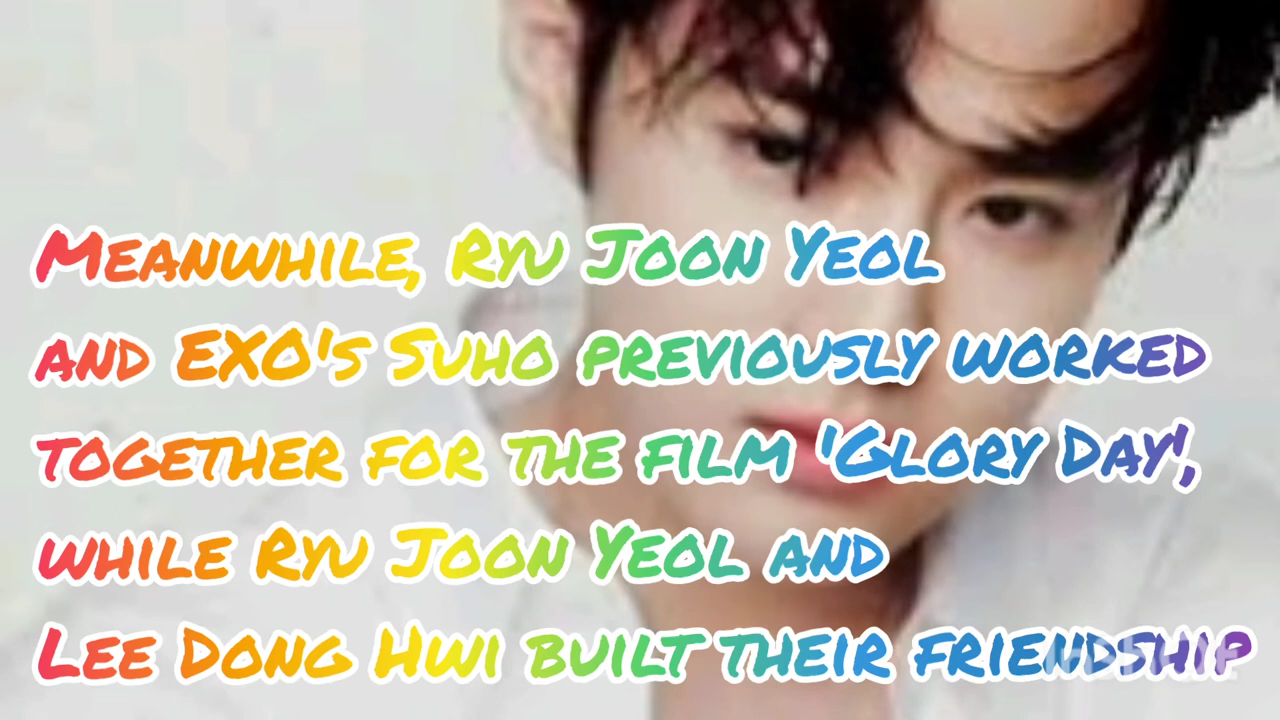 Meanwhile, Ryu Joon Yeol
and EXO's Suho previously worked
together for the film 'Glory Day',
while Ryu Joon Yeol and
Lee Dong Hwi built their friendship